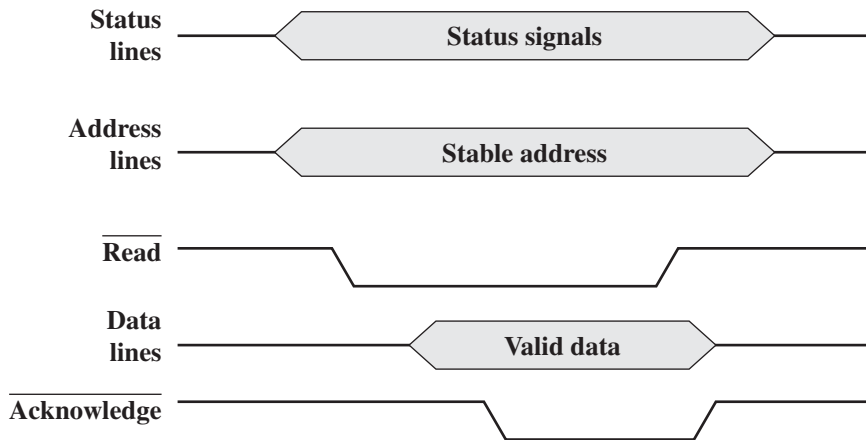 Status
lines
Status signals
Address
lines
Stable address
Read
Data
lines
Valid data
Acknowledge